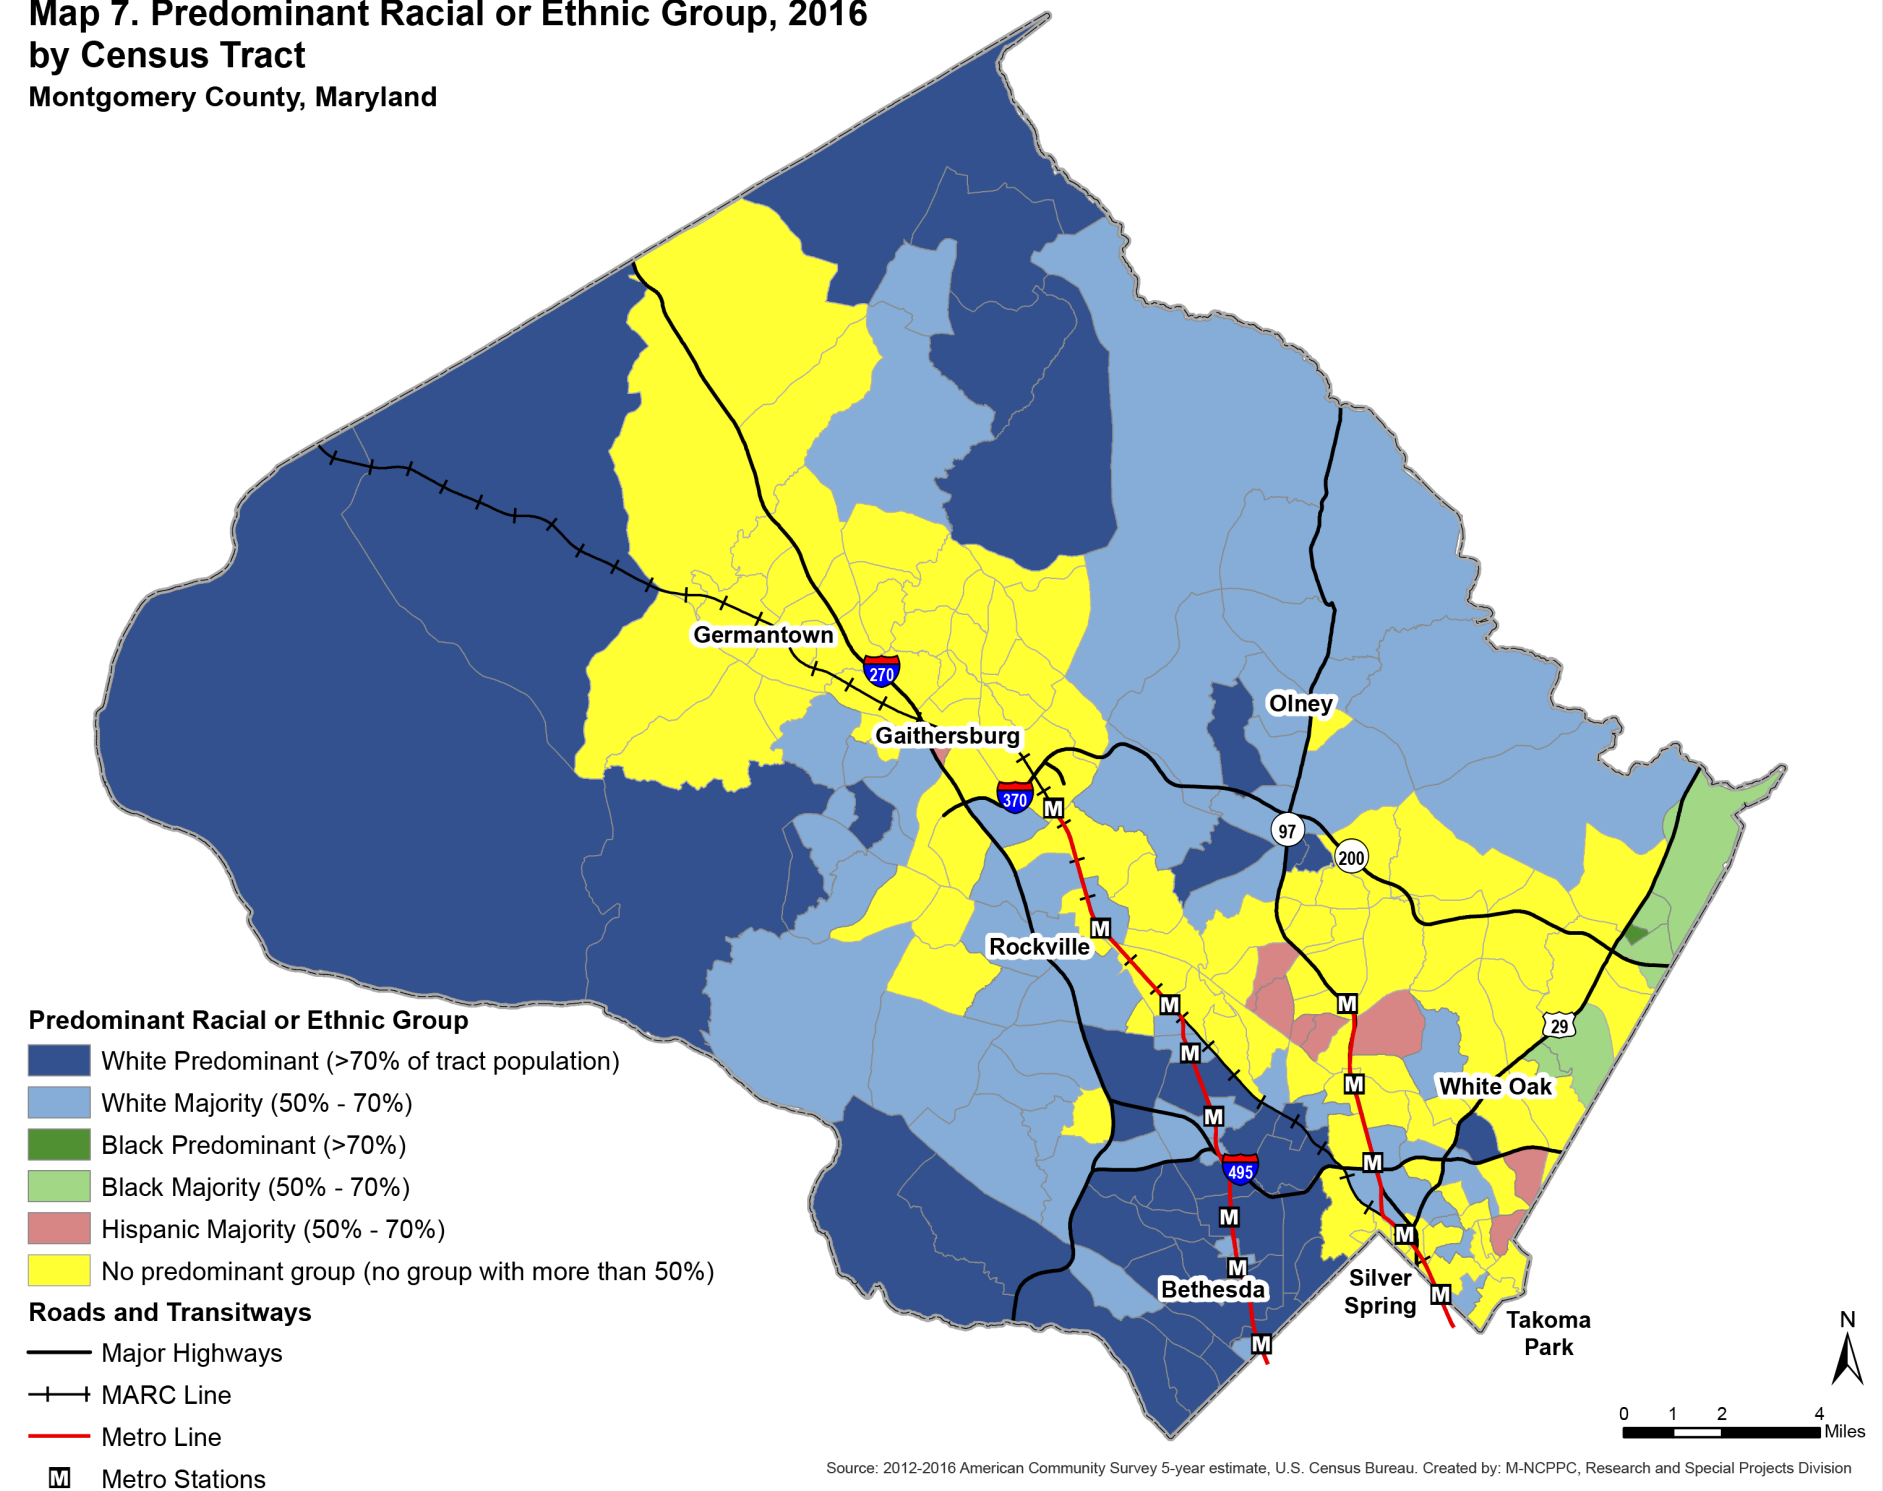 Map 7. Predominant Racial or Ethnic Group, 2016
by Census Tract
Montgomery County, Maryland
Germantown
270
Olney
Gaithersburg
370
M
97
200
M
Rockville
M
M
29
M
M
White Oak
M
M
495
M
M
M
M
Bethesda
Silver
Spring
M
Takoma
Park
M
Predominant Racial or Ethnic Group
White Predominant (>70% of tract population)
White Majority (50% - 70%)
Black Predominant (>70%)
Black Majority (50% - 70%)
Hispanic Majority (50% - 70%)
No predominant group (no group with more than 50%)
Roads and Transitways
Major Highways
MARC Line
Metro Line
M Metro Stations
N
0 1 2 4
Miles
Source: 2012-2016 American Community Survey 5-year estimate, U.S. Census Bureau. Created by: M-NCPPC, Research and Special Projects Division